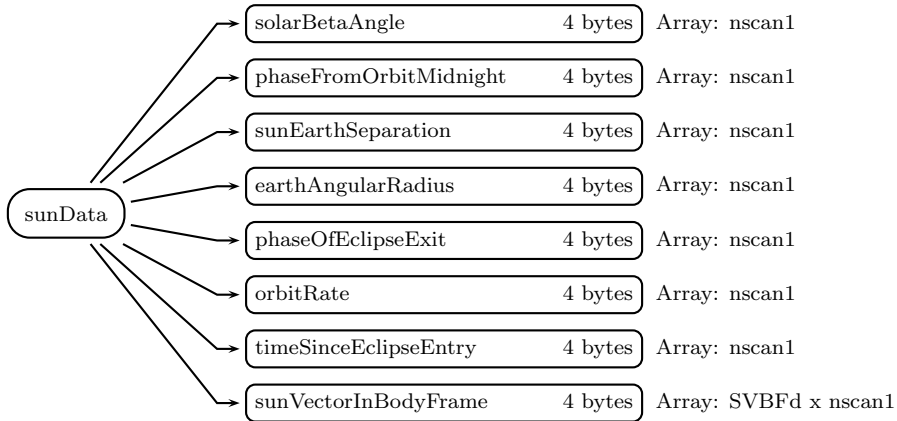 solarBetaAngle 4 bytes Array: nscan1
phaseFromOrbitMidnight 4 bytes Array: nscan1
sunEarthSeparation 4 bytes Array: nscan1
earthAngularRadius 4 bytes Array: nscan1
sunData
phaseOfEclipseExit 4 bytes Array: nscan1
orbitRate 4 bytes Array: nscan1
timeSinceEclipseEntry 4 bytes Array: nscan1
sunVectorInBodyFrame 4 bytes Array: SVBFd x nscan1